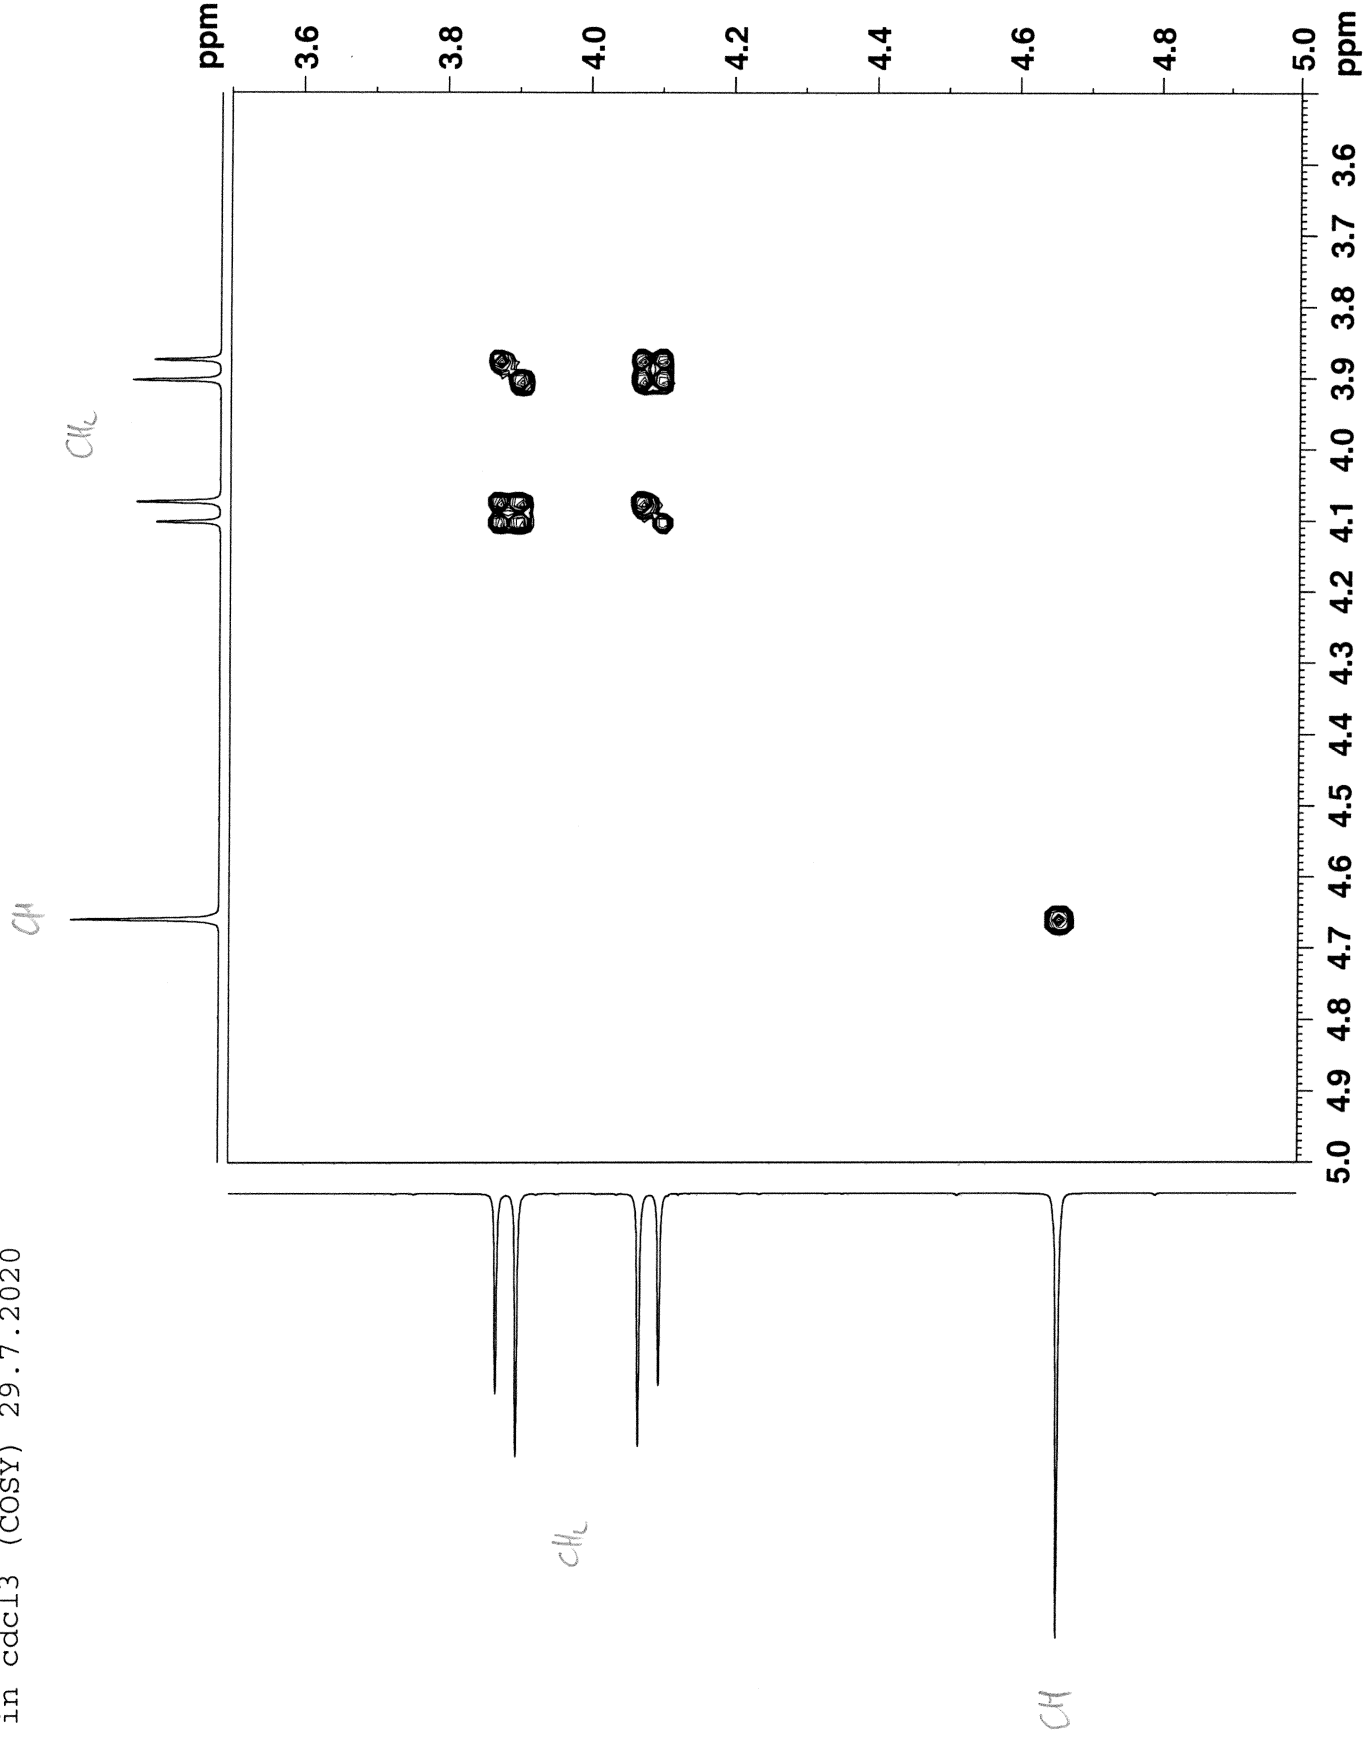 in cdcl3 (COSY) 29.7.2020
ppm
3.6
3.8
4.0
4.2
4.4
4.6
4.8
5.0
ppm
CH
CH₂
5.0 4.9 4.8 4.7 4.6 4.5 4.4 4.3 4.2 4.1 4.0 3.9 3.8 3.7 3.6
CH₂
CH